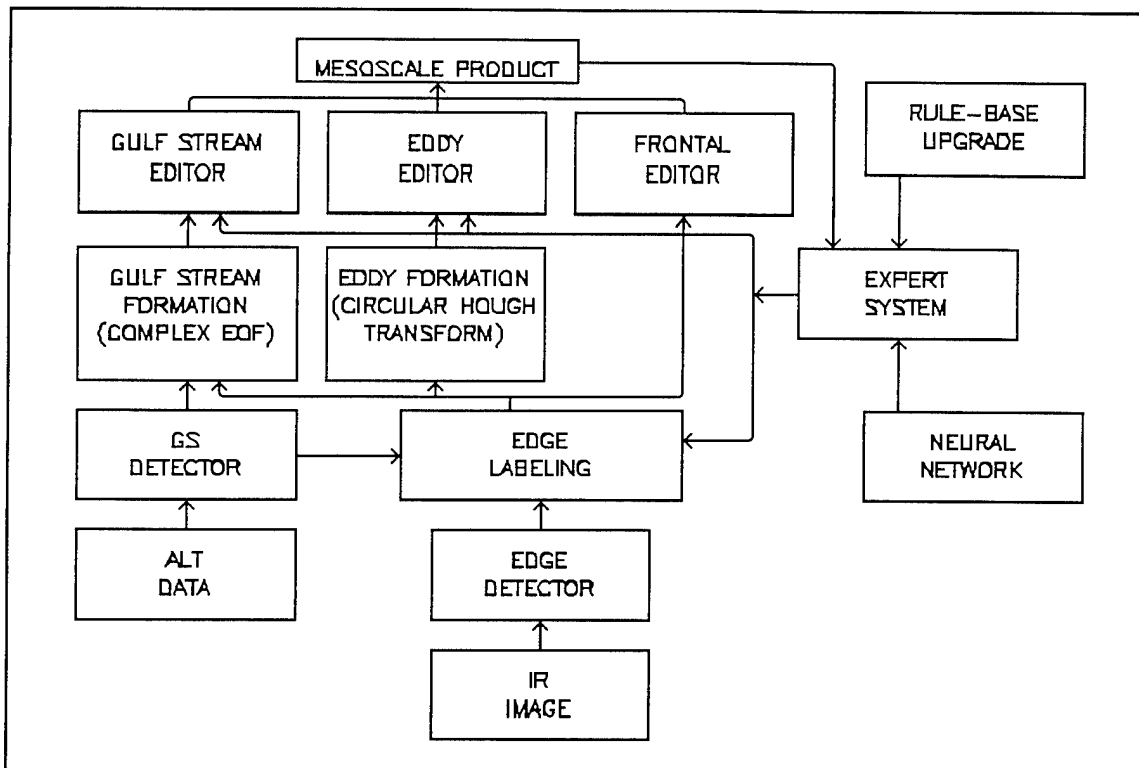 MESOSCALE PRODUCT
GULF STREAM
EDITOR
EDDY
EDITOR
FRONTAL
EDITOR
RULE-BASE
UPGRADE
GULF STREAM
FORMATION
(COMPLEX EOF)
EDDY FORMATION
(CIRCULAR HOUGH
TRANSFORM)
EXPERT
SYSTEM
GS
DETECTOR
EDGE
LABELING
NEURAL
NETWORK
ALT
DATA
EDGE
DETECTOR
IR
IMAGE